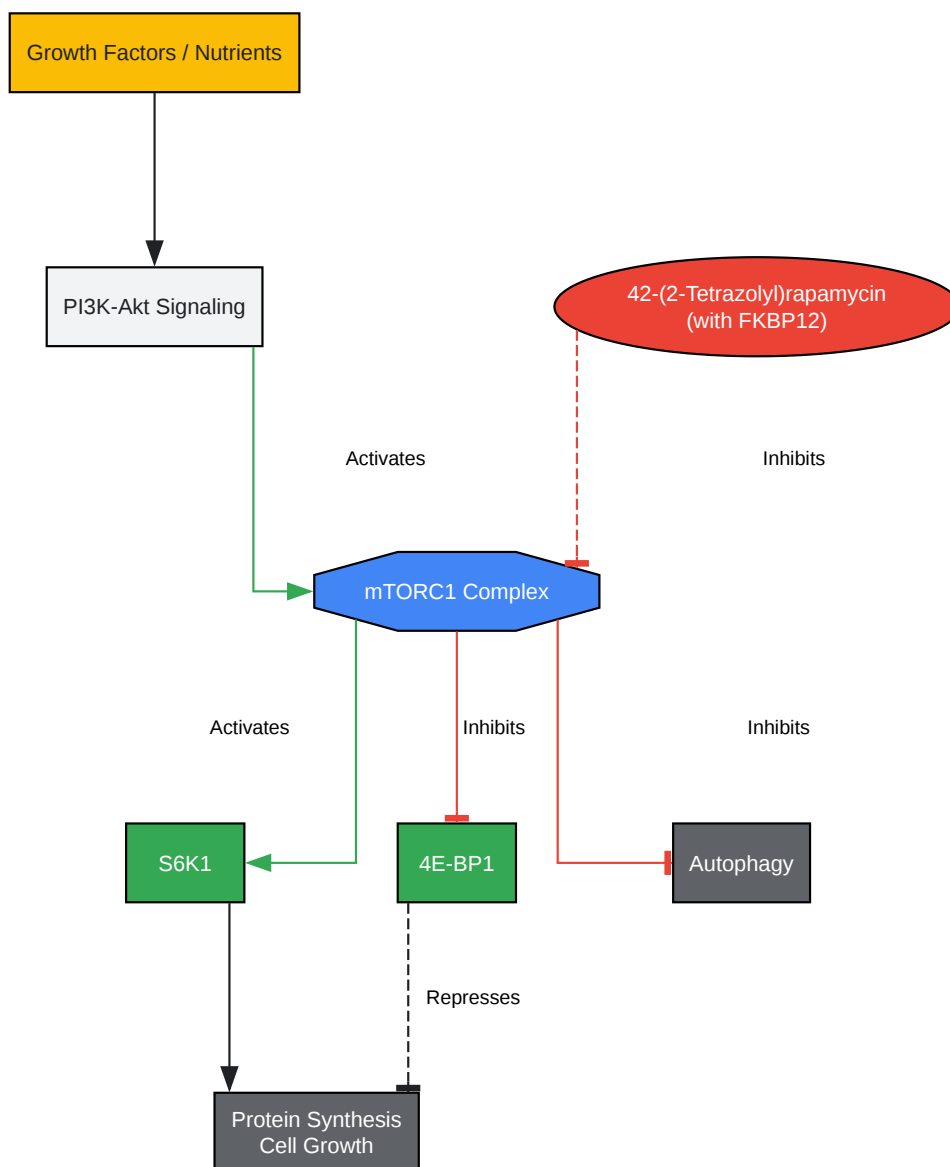 Growth Factors / Nutrients
PI3K-Akt Signaling
42-(2-Tetrazolyl)rapamycin
(with FKBP12)
Activates
Inhibits
mTORC1 Complex
Activates
Inhibits
Inhibits
S6K1
4E-BP1
Autophagy
Represses
Protein Synthesis
Cell Growth